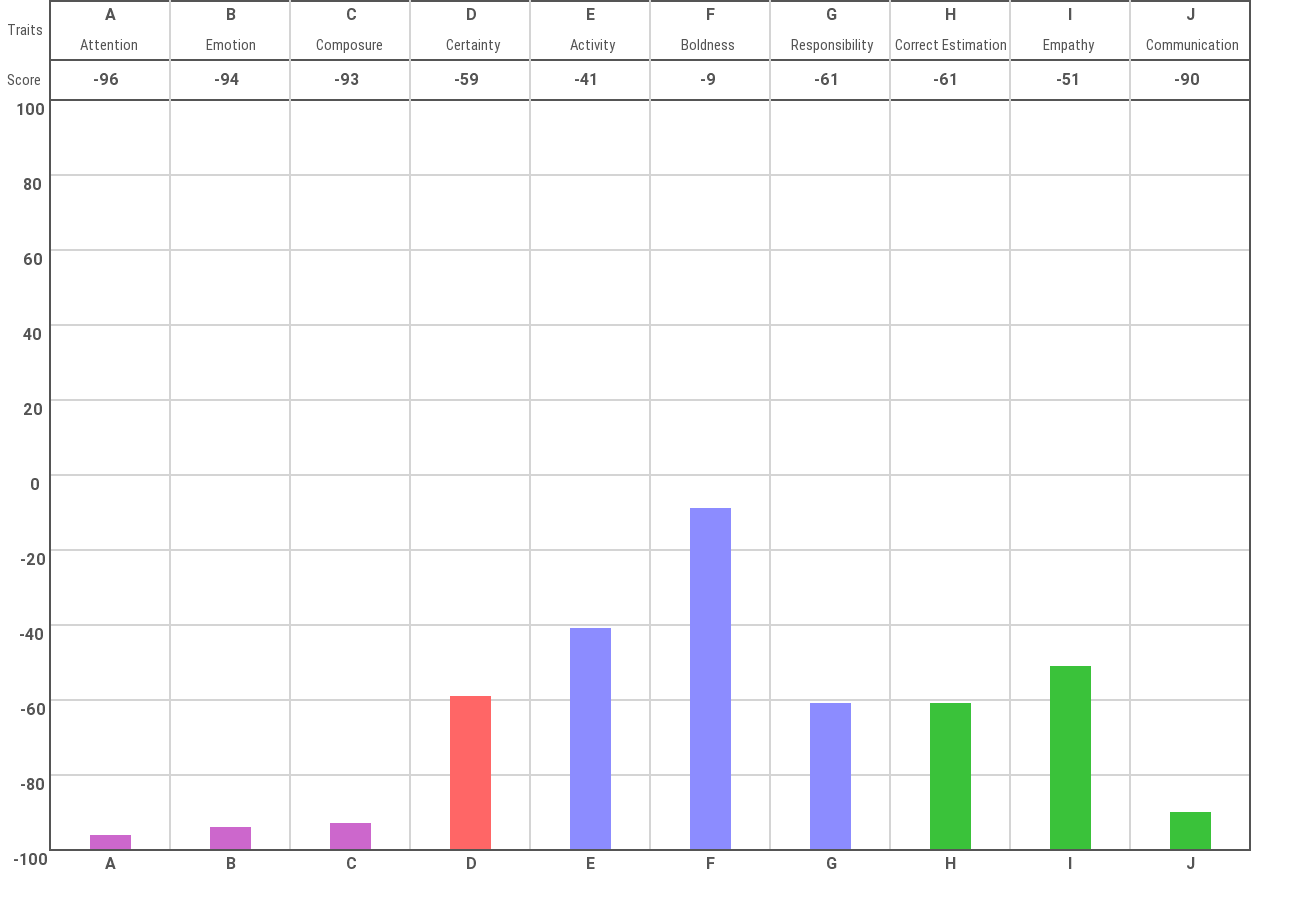 Traits A B C D E F G H I J
Attention Emotion Composure Certainty Activity Boldness Responsibility Correct Estimation Empathy Communication
Score -96 -94 -93 -59 -41 -9 -61 -61 -51 -90
100
80
60
40
20
0
-20
-40
-60
-80
-100
A B C D E F G H I J